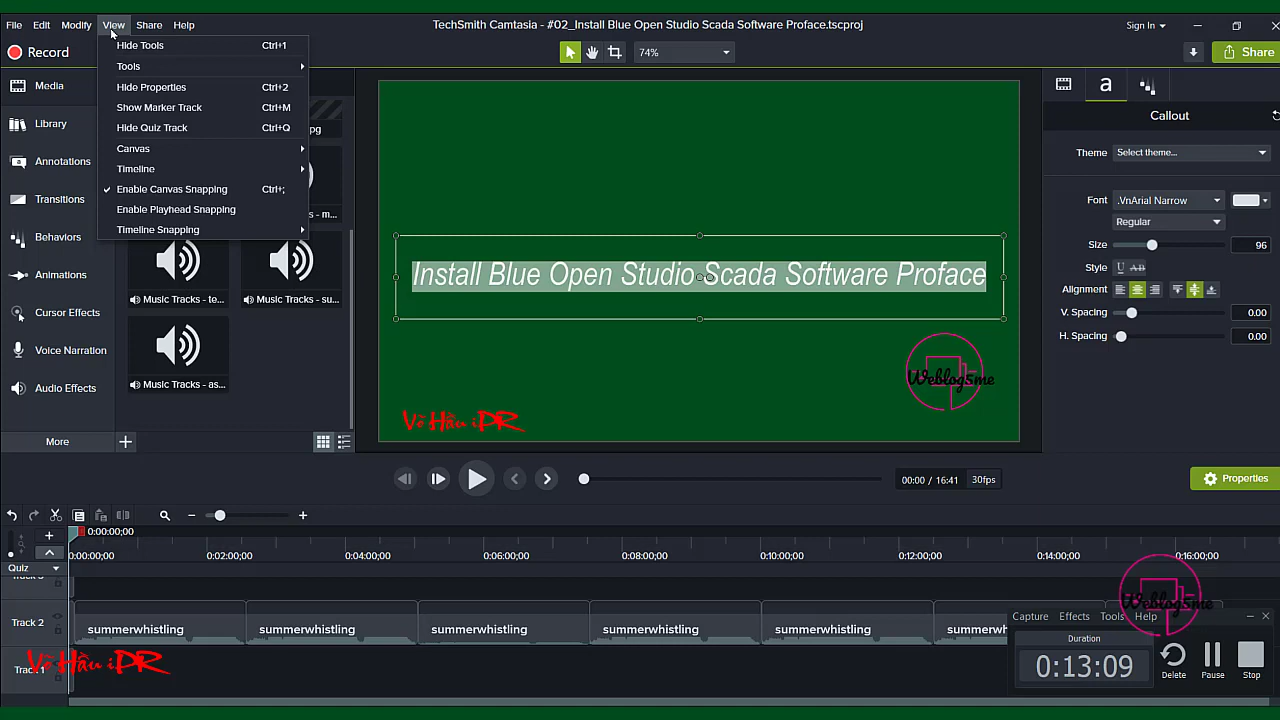 File Edit Modify View Share Help
TechSmith Camtasia - #02_Install Blue Open Studio Scada Software Proface.tscproj
Sign In
Record
74%
Share
Hide Tools Ctrl+1
Tools
Hide Properties Ctrl+2
Show Marker Track Ctrl+M
Hide Quiz Track Ctrl+Q
Canvas
Timeline
Enable Canvas Snapping Ctrl+;
Enable Playhead Snapping
Timeline Snapping
Media
Library
Annotations
Transitions
Behaviors
Animations
Cursor Effects
Voice Narration
Audio Effects
More
pg
s - m...
Music Tracks - te...
Music Tracks - su...
Music Tracks - as...
Install Blue Open Studio Scada Software Proface
Weblog5me
Võ Hầu iPR
a
Callout
Theme Select theme...
Font .VnArial Narrow
Regular
Size 96
Style U AB
Alignment
V. Spacing 0.00
H. Spacing 0.00
00:00 / 16:41 30fps
Properties
0:00:00;00
0:00:00;00 0:02:00;00 0:04:00;00 0:06:00;00 0:08:00;00 0:10:00;00 0:12:00;00 0:14:00;00 0:16:00;00
Quiz
Track 3
Track 2
summerwhistling summerwhistling summerwhistling summerwhistling summerwhistling summerwh
Track 1
Võ Hầu iPR
Weblog5me
Capture Effects Tools Help
Duration
0:13:09
Delete Pause Stop